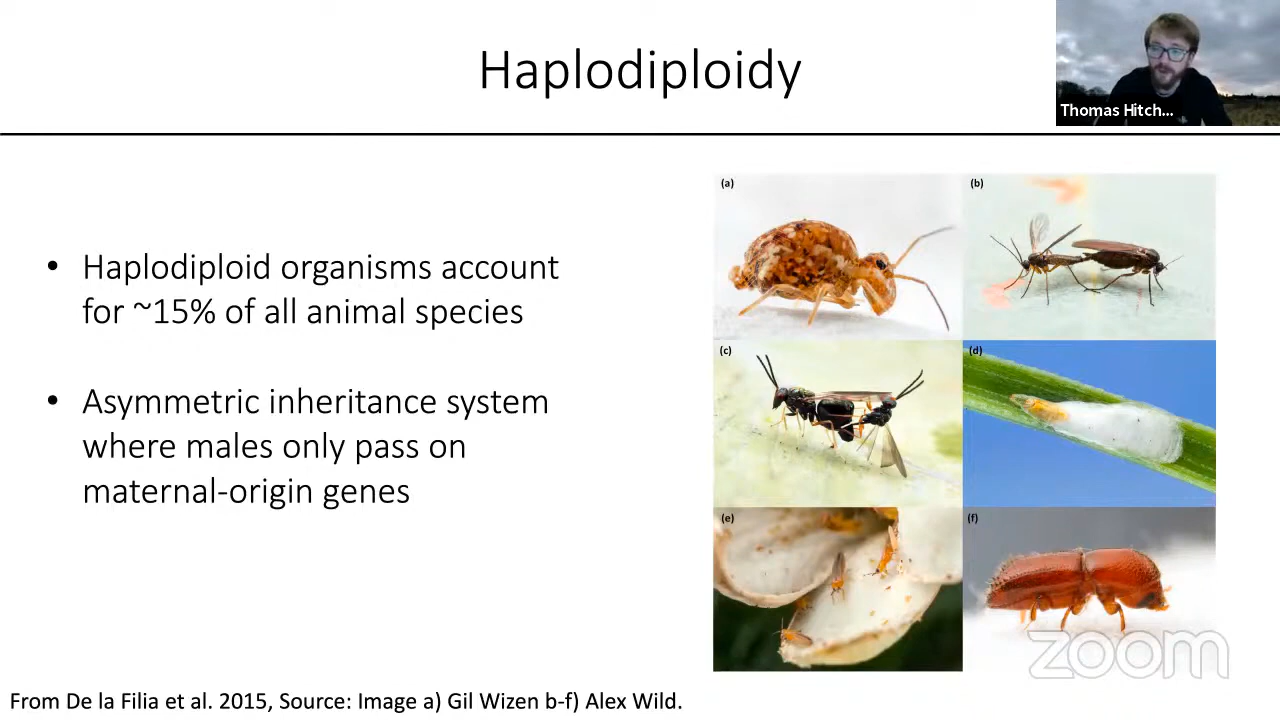 Haplodiploidy
Thomas Hitch...
• Haplodiploid organisms account
for ~15% of all animal species
• Asymmetric inheritance system
where males only pass on
maternal-origin genes
(a)
(b)
(c)
(d)
(e)
(f)
zoom
From De la Filia et al. 2015, Source: Image a) Gil Wizen b-f) Alex Wild.